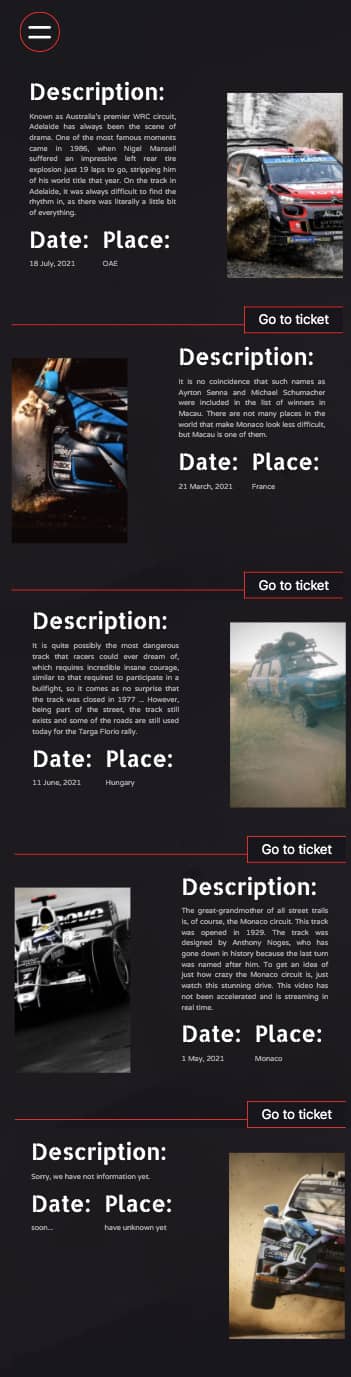 Description:
Known as Australia's premier WRC circuit,
Adelaide has always been the scene of
drama. One of the most famous moments
came in 1986, when Nigel Mansell
suffered an impressive left rear tire
explosion just 19 laps to go, stripping him
of his world title that year. On the track in
Adelaide, it was always difficult to find the
rhythm in, as there was literally a little bit
of everything.
Date: Place:
18 July, 2021 OAE
Go to ticket
Description:
It is no coincidence that such names as
Ayrton Senna and Michael Schumacher
were included in the list of winners in
Macau. There are not many places in the
world that make Monaco look less difficult,
but Macau is one of them.
Date: Place:
21 March, 2021 France
Go to ticket
Description:
It is quite possibly the most dangerous
track that racers could ever dream of,
which requires incredible insane courage,
similar to that required to participate in a
bullfight, so it comes as no surprise that
the track was closed in 1977 ... However,
being part of the street, the track still
exists and some of the roads are still used
today for the Targa Florio rally.
Date: Place:
11 June, 2021 Hungary
Go to ticket
Lenovo
Description:
The great-grandmother of all street trails
is, of course, the Monaco circuit. This track
was opened in 1929. The track was
designed by Anthony Noges, who has
gone down in history because the last turn
was named after him. To get an idea of
just how crazy the Monaco circuit is, just
watch this stunning drive. This video has
not been accelerated and is streaming in
real time.
Date: Place:
1 May, 2021 Monaco
Go to ticket
Description:
Sorry, we have not information yet.
Date: Place:
soon... have unknown yet